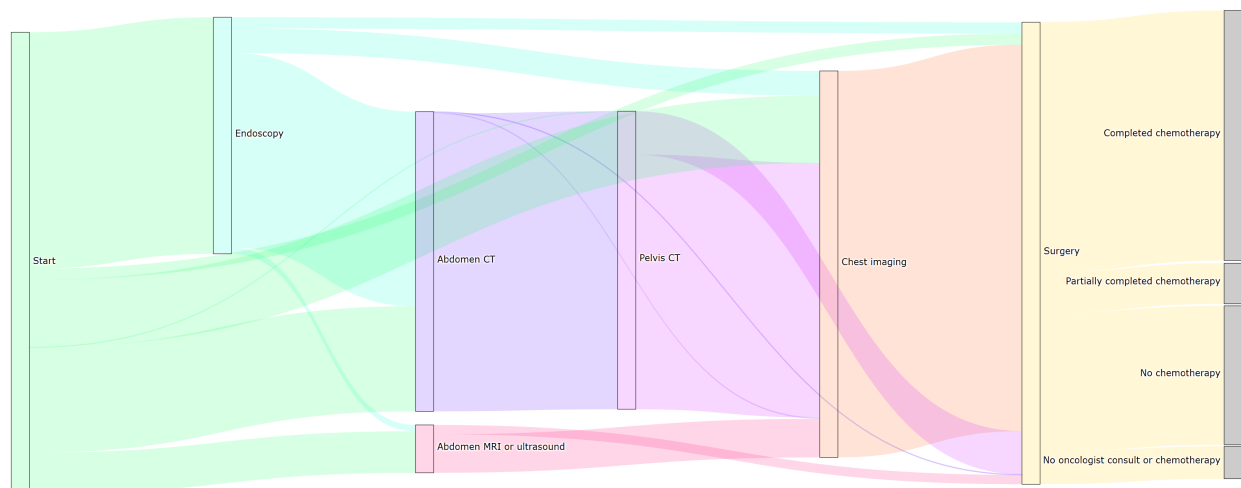 Start
Endoscopy
Abdomen CT
Abdomen MRI or ultrasound
Pelvis CT
Chest imaging
Surgery
Completed chemotherapy
Partially completed chemotherapy
No chemotherapy
No oncologist consult or chemotherapy